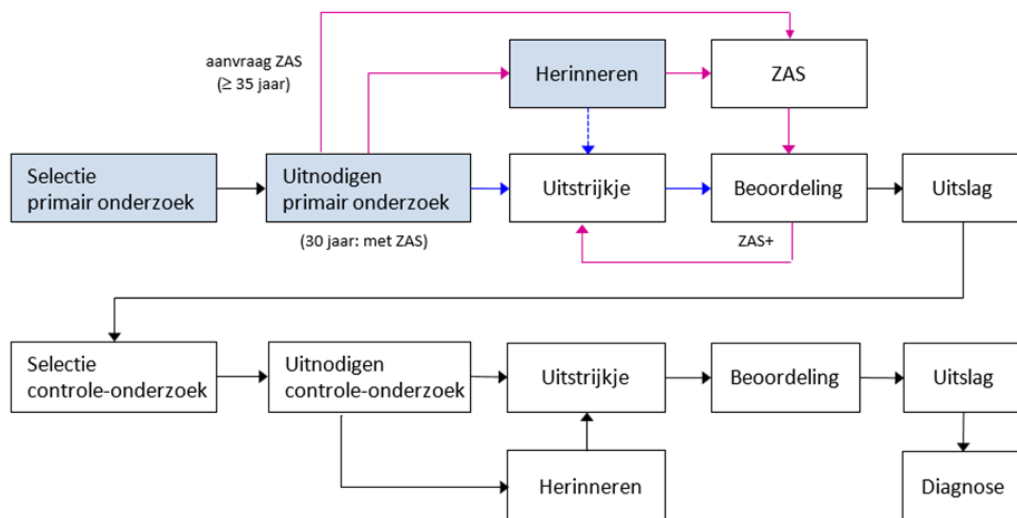 aanvraag ZAS
(≥ 35 jaar)
Herinneren
ZAS
Selectie
primair onderzoek
Uitnodigen
primair onderzoek
Uitstrijkje
Beoordeling
Uitslag
(30 jaar: met ZAS)
ZAS+
Selectie
controle-onderzoek
Uitnodigen
controle-onderzoek
Uitstrijkje
Beoordeling
Uitslag
Herinneren
Diagnose